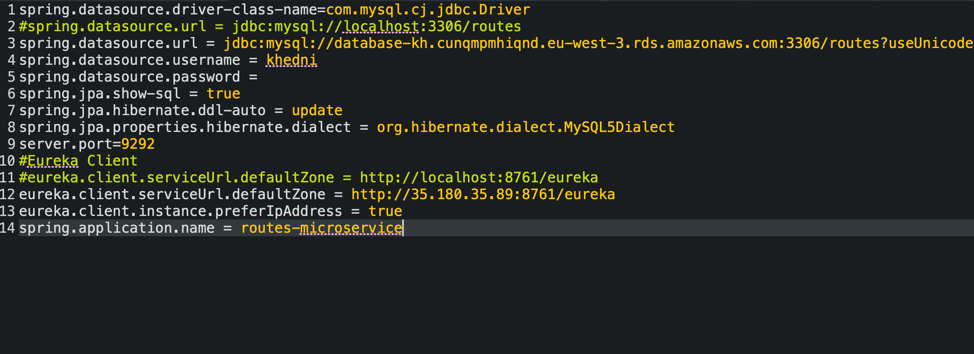 1 spring.datasource.driver-class-name=com.mysql.cj.jdbc.Driver
2 #spring.datasource.url = jdbc:mysql://localhost:3306/routes
3 spring.datasource.url = jdbc:mysql://database-kh.cunqmpmhiqnd.eu-west-3.rds.amazonaws.com:3306/routes?useUnicode
4 spring.datasource.username = khedni
5 spring.datasource.password =
6 spring.jpa.show-sql = true
7 spring.jpa.hibernate.ddl-auto = update
8 spring.jpa.properties.hibernate.dialect = org.hibernate.dialect.MySQL5Dialect
9 server.port=9292
10 #Eureka Client
11 #eureka.client.serviceUrl.defaultZone = http://localhost:8761/eureka
12 eureka.client.serviceUrl.defaultZone = http://35.180.35.89:8761/eureka
13 eureka.client.instance.preferIpAddress = true
14 spring.application.name = routes-microservice